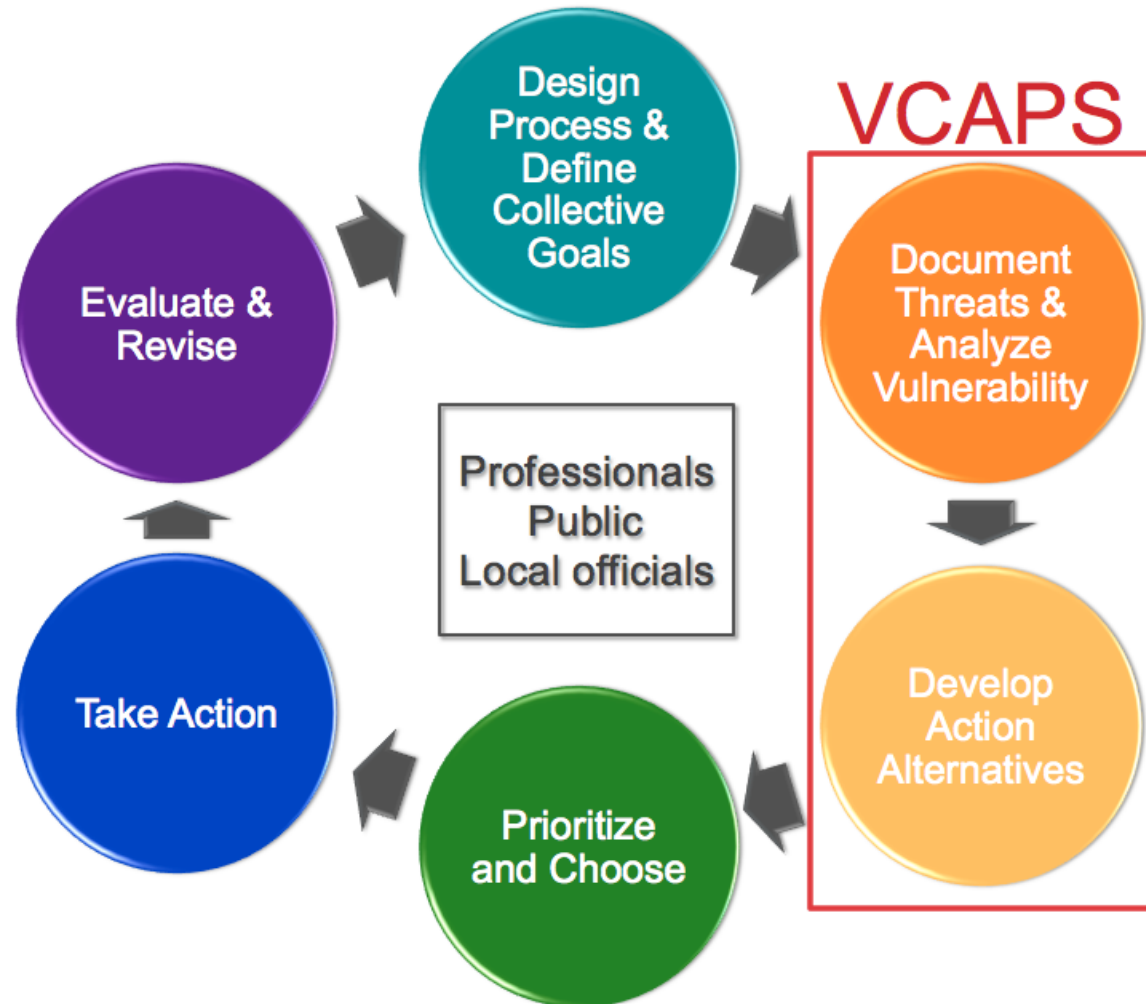 VCAPS
Design
Process &
Define
Collective
Goals
Document
Threats &
Analyze
Vulnerability
Develop
Action
Alternatives
Prioritize
and Choose
Take Action
Evaluate &
Revise
Professionals
Public
Local officials